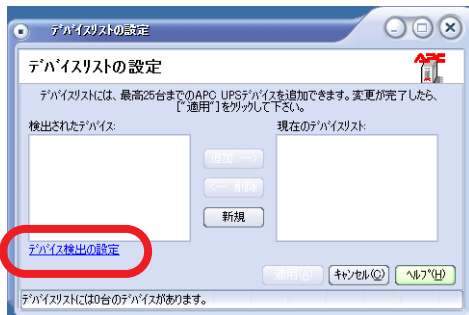 ﾃﾞﾊﾞｲｽﾘｽﾄの設定
ﾃﾞﾊﾞｲｽﾘｽﾄの設定
APC
ﾃﾞﾊﾞｲｽﾘｽﾄには、最高25台までのAPC UPSﾃﾞﾊﾞｲｽを追加できます。変更が完了したら、
["適用"]をｸﾘｯｸして下さい。
検出されたﾃﾞﾊﾞｲｽ:
現在のﾃﾞﾊﾞｲｽﾘｽﾄ:
追加 -->
<-- 削除
新規
ﾃﾞﾊﾞｲｽ検出の設定
適用(A)
ｷｬﾝｾﾙ(C)
ﾍﾙﾌﾟ(H)
ﾃﾞﾊﾞｲｽﾘｽﾄには0台のﾃﾞﾊﾞｲｽがあります。